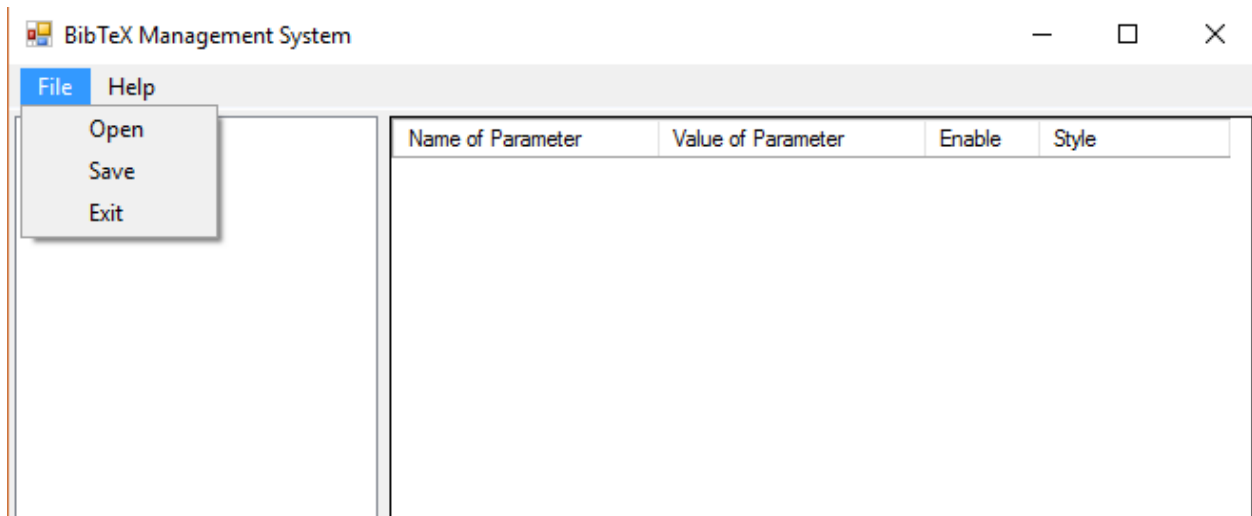 BibTeX Management System
File Help
Open
Save
Exit
Name of Parameter Value of Parameter Enable Style